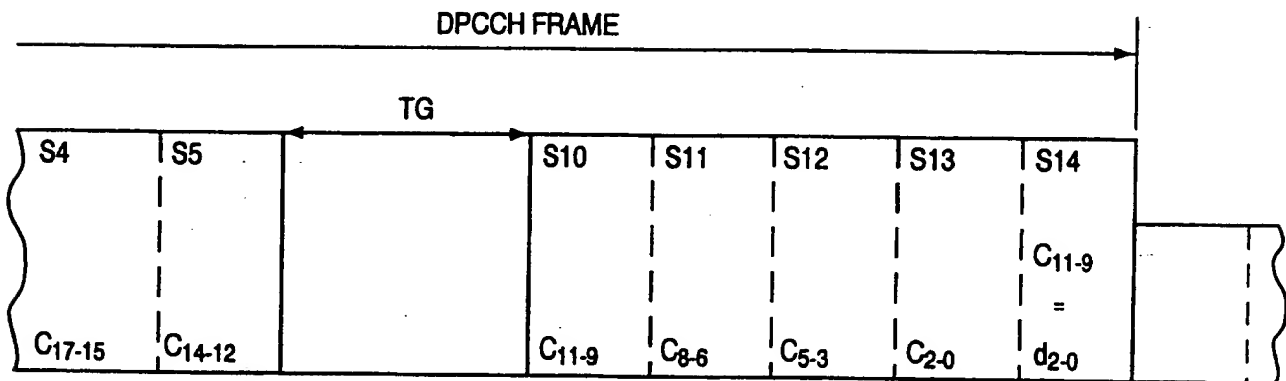 DPCCH FRAME
TG
S4 S5 S10 S11 S12 S13 S14
C11-9
=
C17-15 C14-12 C11-9 C8-6 C5-3 C2-0 d2-0